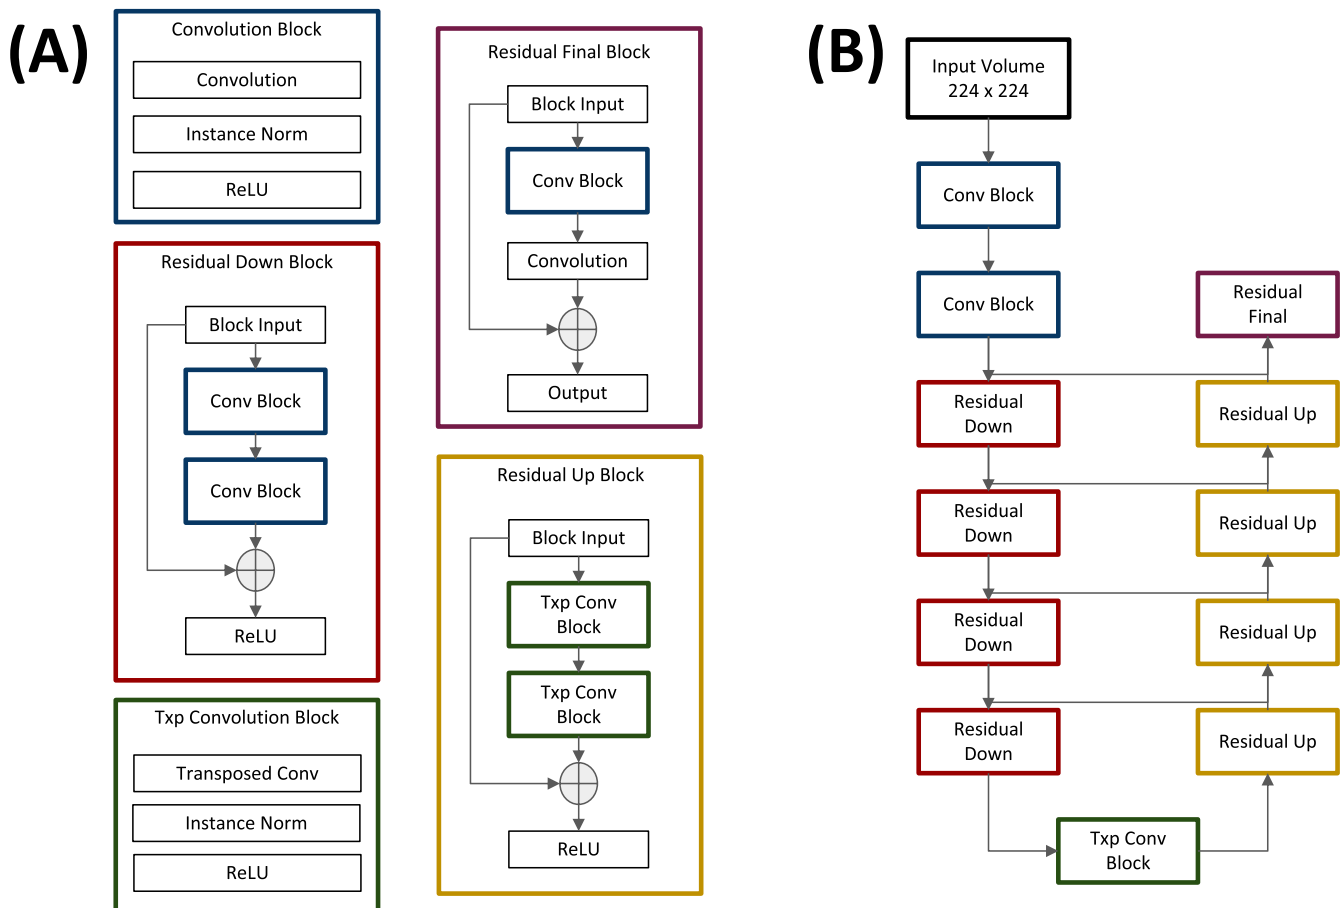 (A)
Convolution Block
Convolution
Instance Norm
ReLU
Residual Down Block
Block Input
Conv Block
Conv Block
ReLU
Txp Convolution Block
Transposed Conv
Instance Norm
ReLU
Residual Final Block
Block Input
Conv Block
Convolution
Output
Residual Up Block
Block Input
Txp Conv
Block
Txp Conv
Block
ReLU
(B)
Input Volume
224 x 224
Conv Block
Conv Block
Residual
Down
Residual
Down
Residual
Down
Residual
Down
Txp Conv
Block
Residual Up
Residual Up
Residual Up
Residual Up
Residual
Final